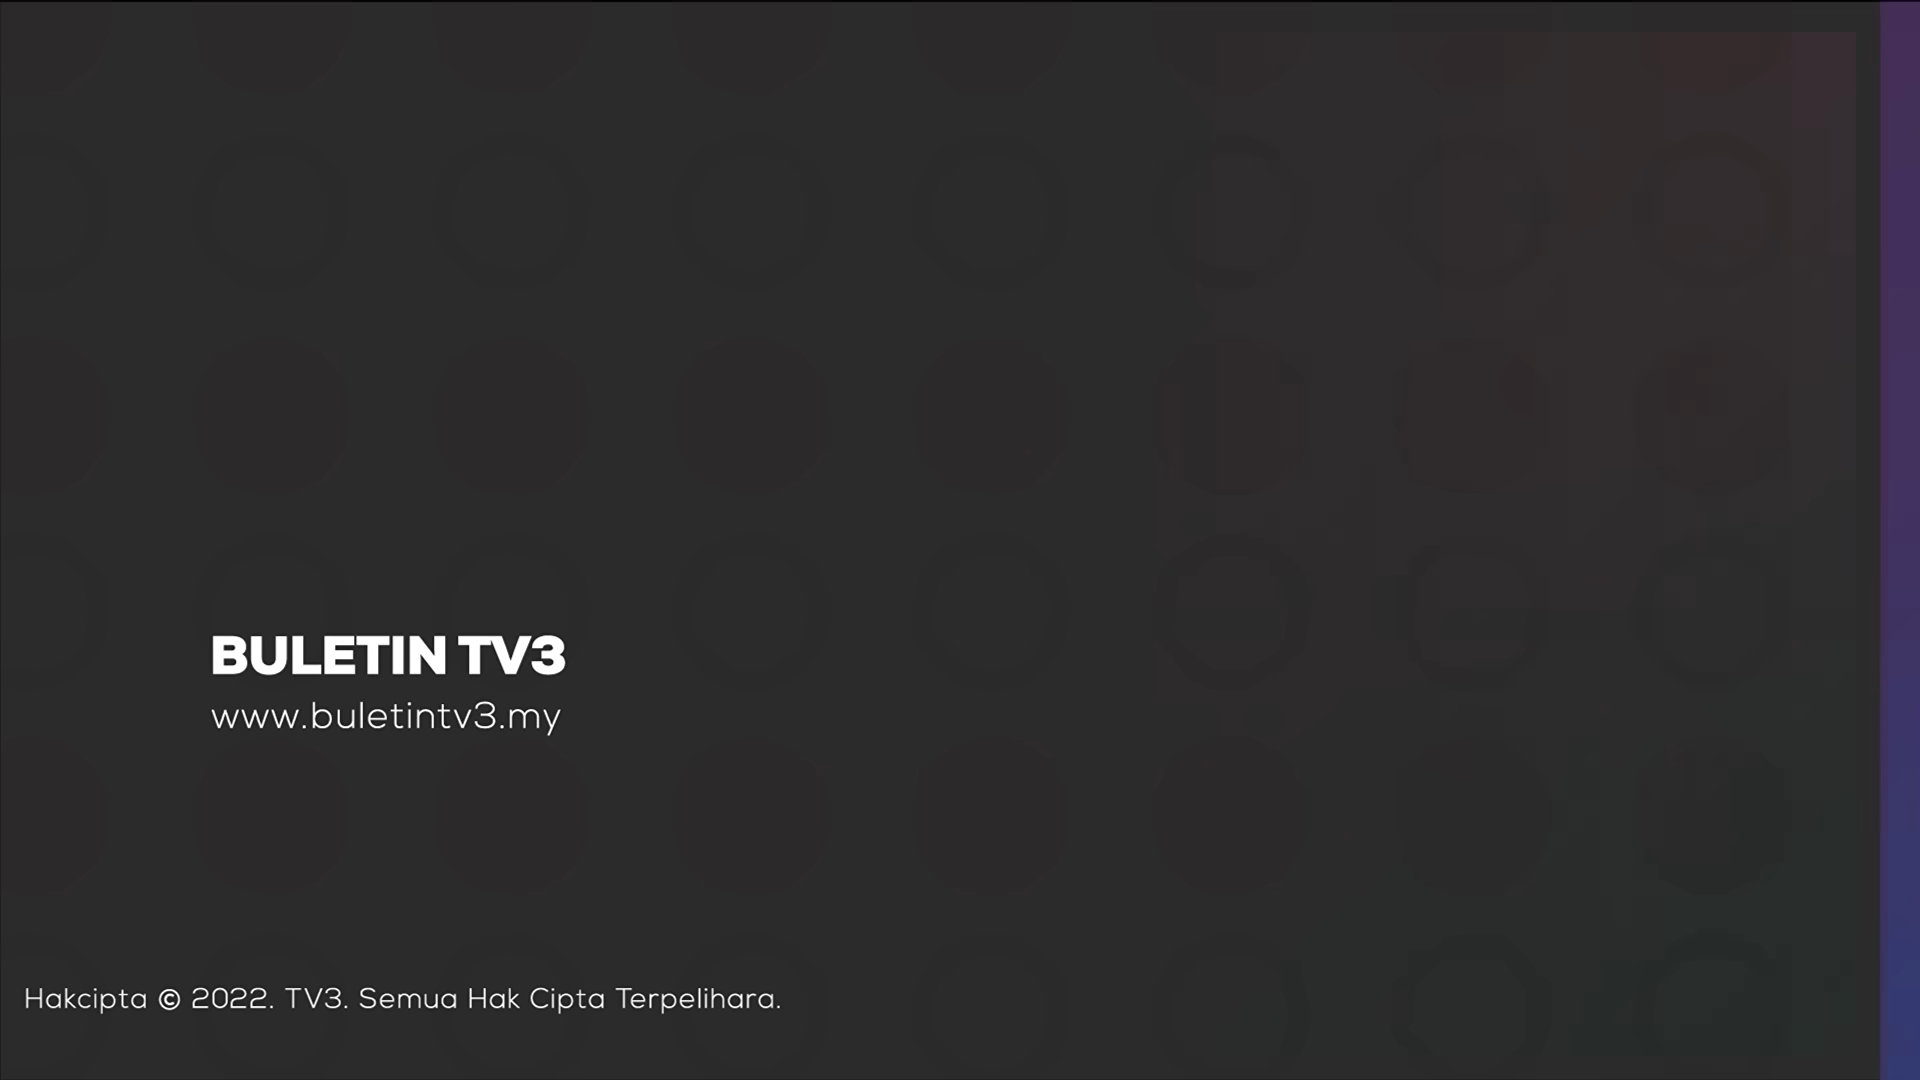 BULETIN TV3
www.buletintv3.my
Hakcipta © 2022. TV3. Semua Hak Cipta Terpelihara.